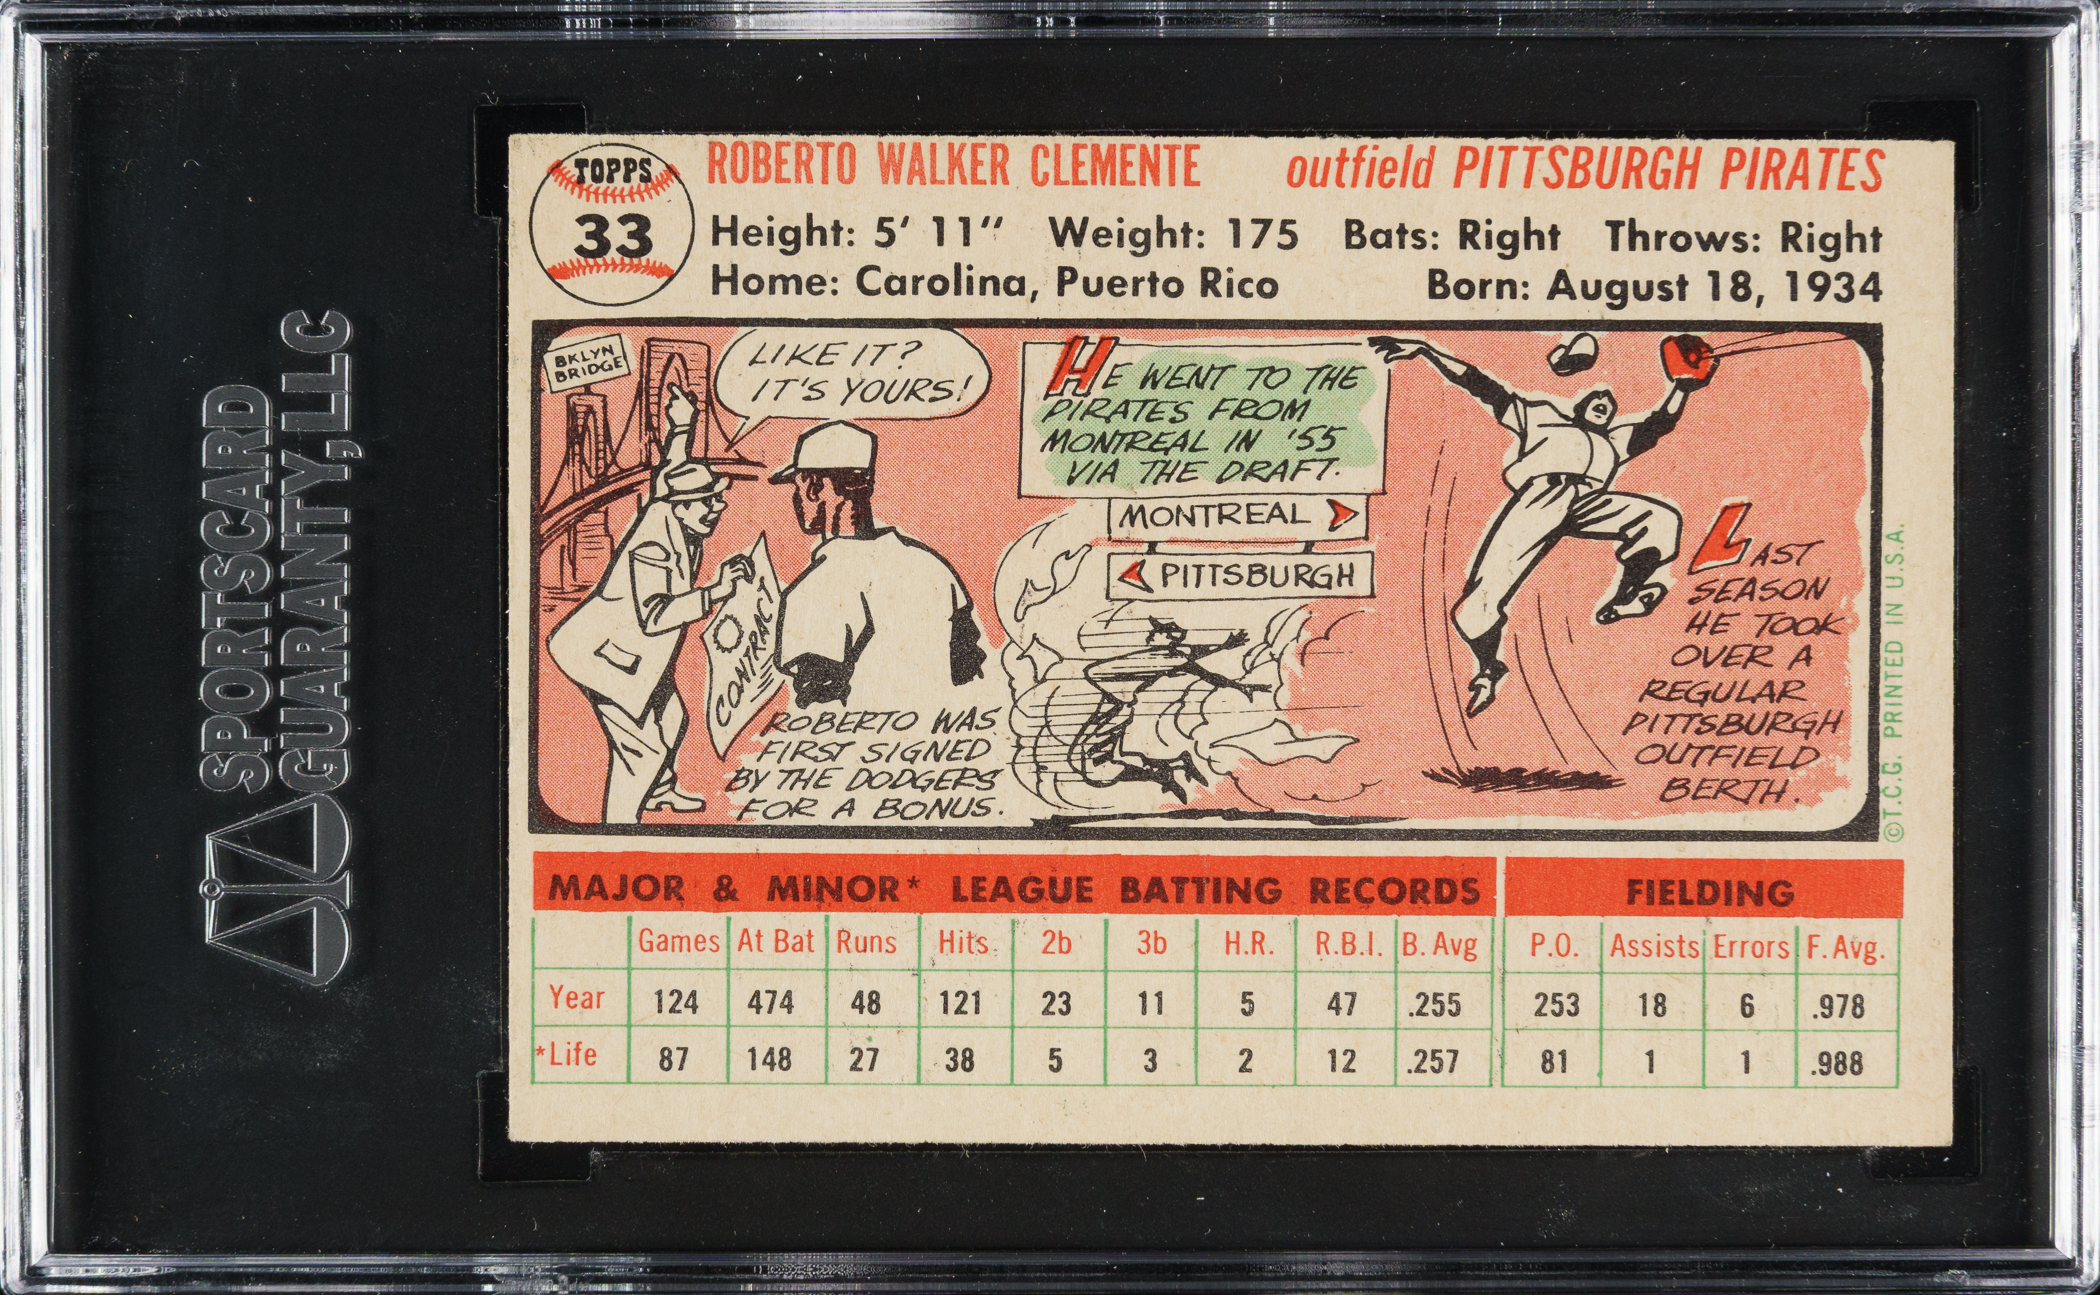 SPORTSCARD
GUARANTY, LLC
TOPPS
33
ROBERTO WALKER CLEMENTE outfield PITTSBURGH PIRATES
Height: 5' 11" Weight: 175 Bats: Right Throws: Right
Home: Carolina, Puerto Rico Born: August 18, 1934
BKLYN
BRIDGE
LIKE IT?
IT'S YOURS!
CONTRACT
ROBERTO WAS
FIRST SIGNED
BY THE DODGERS
FOR A BONUS.
HE WENT TO THE
PIRATES FROM
MONTREAL IN '55
VIA THE DRAFT.
MONTREAL
PITTSBURGH
LAST
SEASON
HE TOOK
OVER A
REGULAR
PITTSBURGH
OUTFIELD
BERTH.
©T.C.G. PRINTED IN U.S.A.
MAJOR & MINOR* LEAGUE BATTING RECORDS FIELDING
Games At Bat Runs Hits 2b 3b H.R. R.B.I. B. Avg P.O. Assists Errors F. Avg.
Year 124 474 48 121 23 11 5 47 .255 253 18 6 .978
*Life 87 148 27 38 5 3 2 12 .257 81 1 1 .988